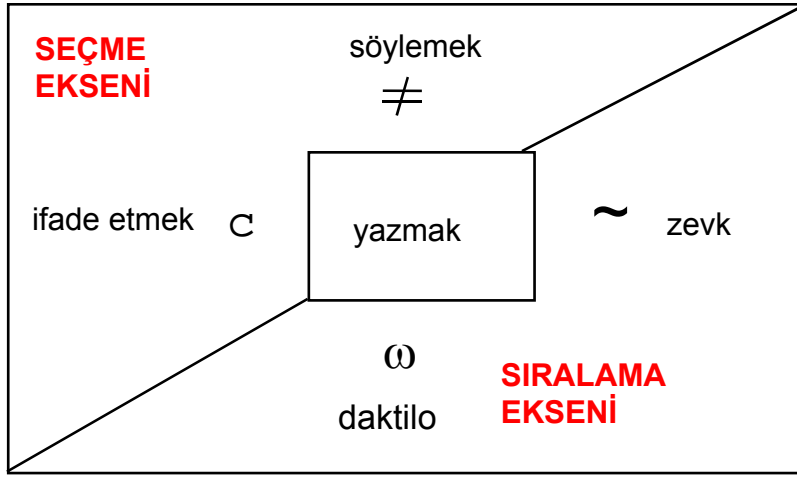 SEÇME
EKSENİ
söylemek
≠
ifade etmek c yazmak ~ zevk
ω
daktilo
SIRALAMA
EKSENİ